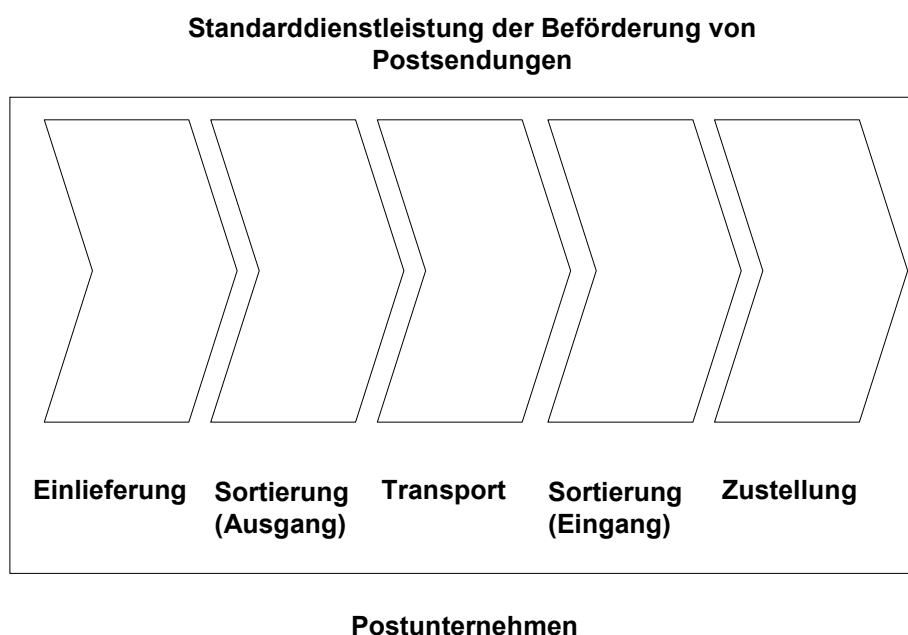 Standarddienstleistung der Beförderung von
Postsendungen
Einlieferung
Sortierung
(Ausgang)
Transport
Sortierung
(Eingang)
Zustellung
Postunternehmen